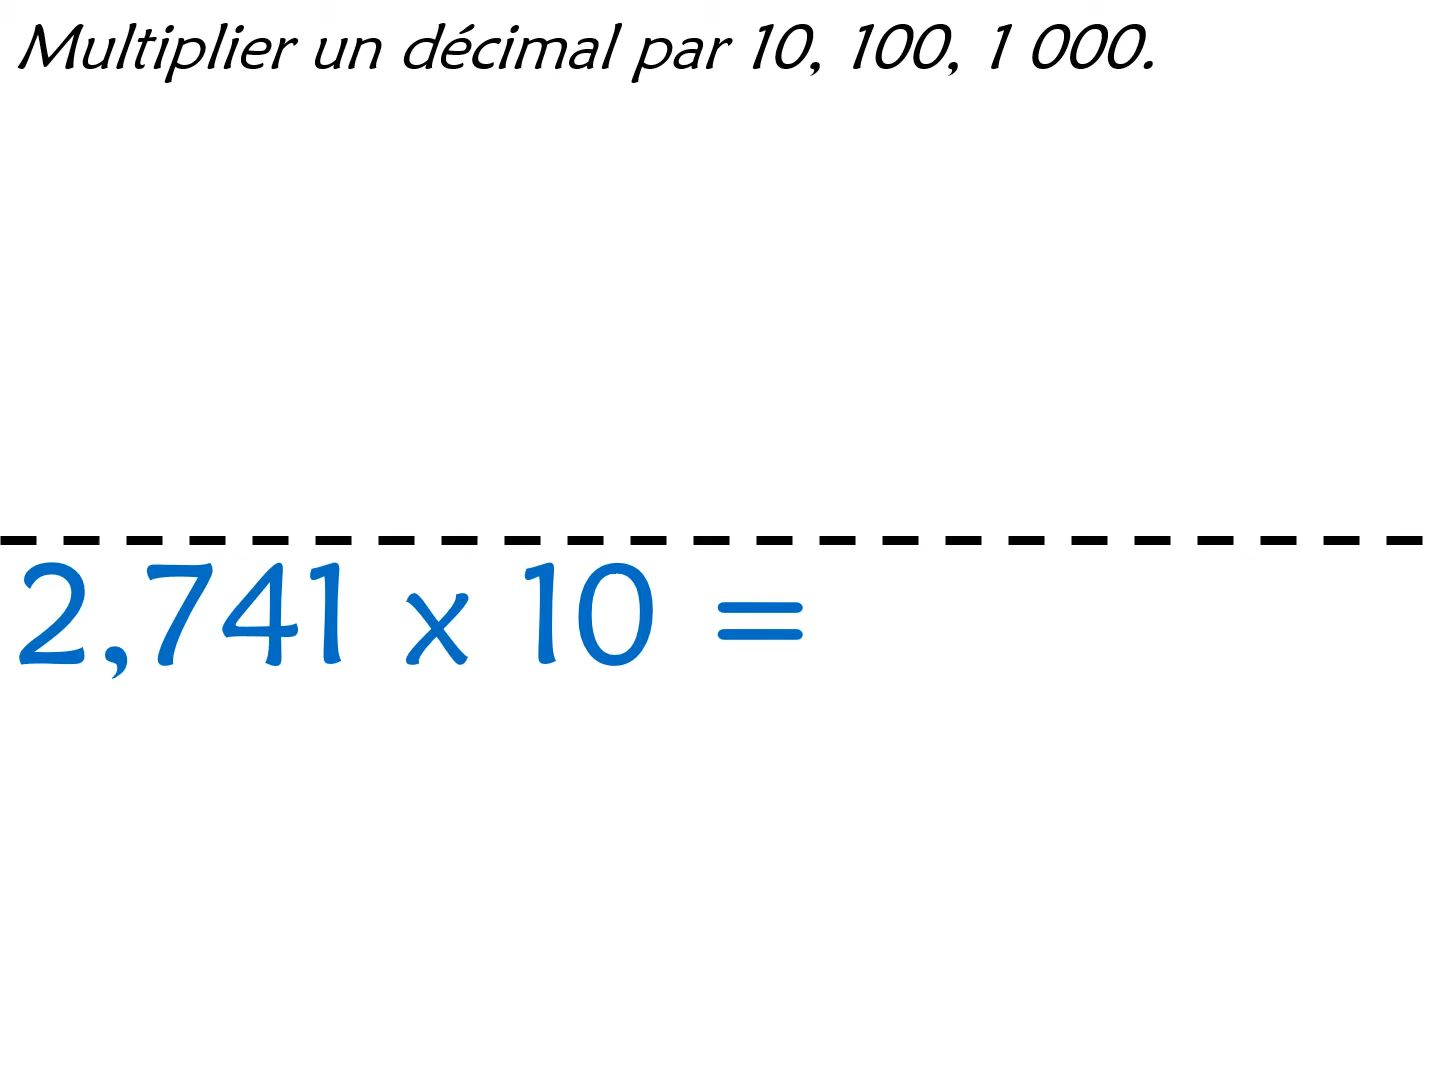 Multiplier un décimal par 10, 100, 1 000.
2,741 x 10 =